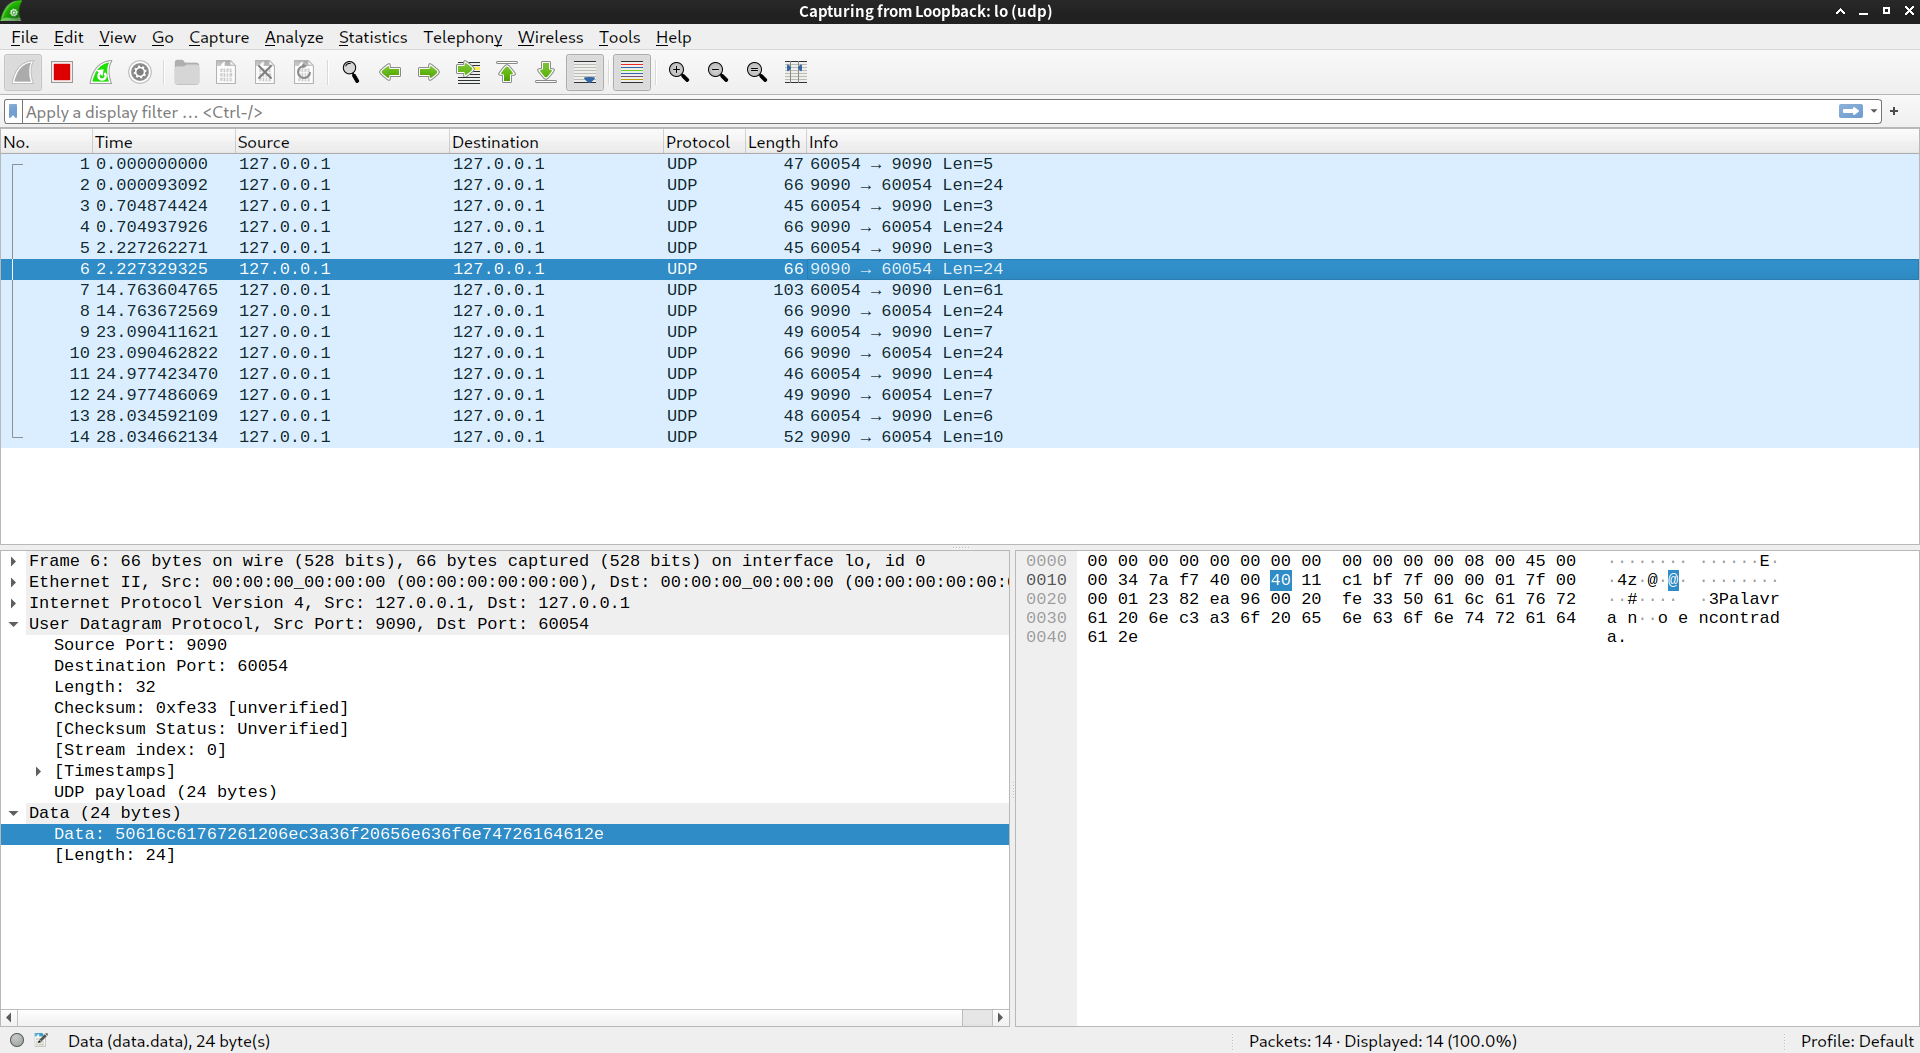 Capturing from Loopback: lo (udp)
File Edit View Go Capture Analyze Statistics Telephony Wireless Tools Help
Apply a display filter … <Ctrl-/>
No. Time Source Destination Protocol Length Info
1 0.000000000 127.0.0.1 127.0.0.1 UDP 47 60054 → 9090 Len=5
2 0.000093092 127.0.0.1 127.0.0.1 UDP 66 9090 → 60054 Len=24
3 0.704874424 127.0.0.1 127.0.0.1 UDP 45 60054 → 9090 Len=3
4 0.704937926 127.0.0.1 127.0.0.1 UDP 66 9090 → 60054 Len=24
5 2.227262271 127.0.0.1 127.0.0.1 UDP 45 60054 → 9090 Len=3
6 2.227329325 127.0.0.1 127.0.0.1 UDP 66 9090 → 60054 Len=24
7 14.763604765 127.0.0.1 127.0.0.1 UDP 103 60054 → 9090 Len=61
8 14.763672569 127.0.0.1 127.0.0.1 UDP 66 9090 → 60054 Len=24
9 23.090411621 127.0.0.1 127.0.0.1 UDP 49 60054 → 9090 Len=7
10 23.090462822 127.0.0.1 127.0.0.1 UDP 66 9090 → 60054 Len=24
11 24.977423470 127.0.0.1 127.0.0.1 UDP 46 60054 → 9090 Len=4
12 24.977486069 127.0.0.1 127.0.0.1 UDP 49 9090 → 60054 Len=7
13 28.034592109 127.0.0.1 127.0.0.1 UDP 48 60054 → 9090 Len=6
14 28.034662134 127.0.0.1 127.0.0.1 UDP 52 9090 → 60054 Len=10
Frame 6: 66 bytes on wire (528 bits), 66 bytes captured (528 bits) on interface lo, id 0
Ethernet II, Src: 00:00:00_00:00:00 (00:00:00:00:00:00), Dst: 00:00:00_00:00:00 (00:00:00:00:00:
Internet Protocol Version 4, Src: 127.0.0.1, Dst: 127.0.0.1
User Datagram Protocol, Src Port: 9090, Dst Port: 60054
Source Port: 9090
Destination Port: 60054
Length: 32
Checksum: 0xfe33 [unverified]
[Checksum Status: Unverified]
[Stream index: 0]
[Timestamps]
UDP payload (24 bytes)
Data (24 bytes)
Data: 50616c61767261206ec3a36f20656e636f6e74726164612e
[Length: 24]
0000 00 00 00 00 00 00 00 00 00 00 00 00 08 00 45 00 ········ ······E·
0010 00 34 7a f7 40 00 40 11 c1 bf 7f 00 00 01 7f 00 ·4z·@·@· ········
0020 00 01 23 82 ea 96 00 20 fe 33 50 61 6c 61 76 72 ··#···· ·3Palavr
0030 61 20 6e c3 a3 6f 20 65 6e 63 6f 6e 74 72 61 64 a n··o e ncontrad
0040 61 2e a.
Data (data.data), 24 byte(s)
Packets: 14 · Displayed: 14 (100.0%)
Profile: Default